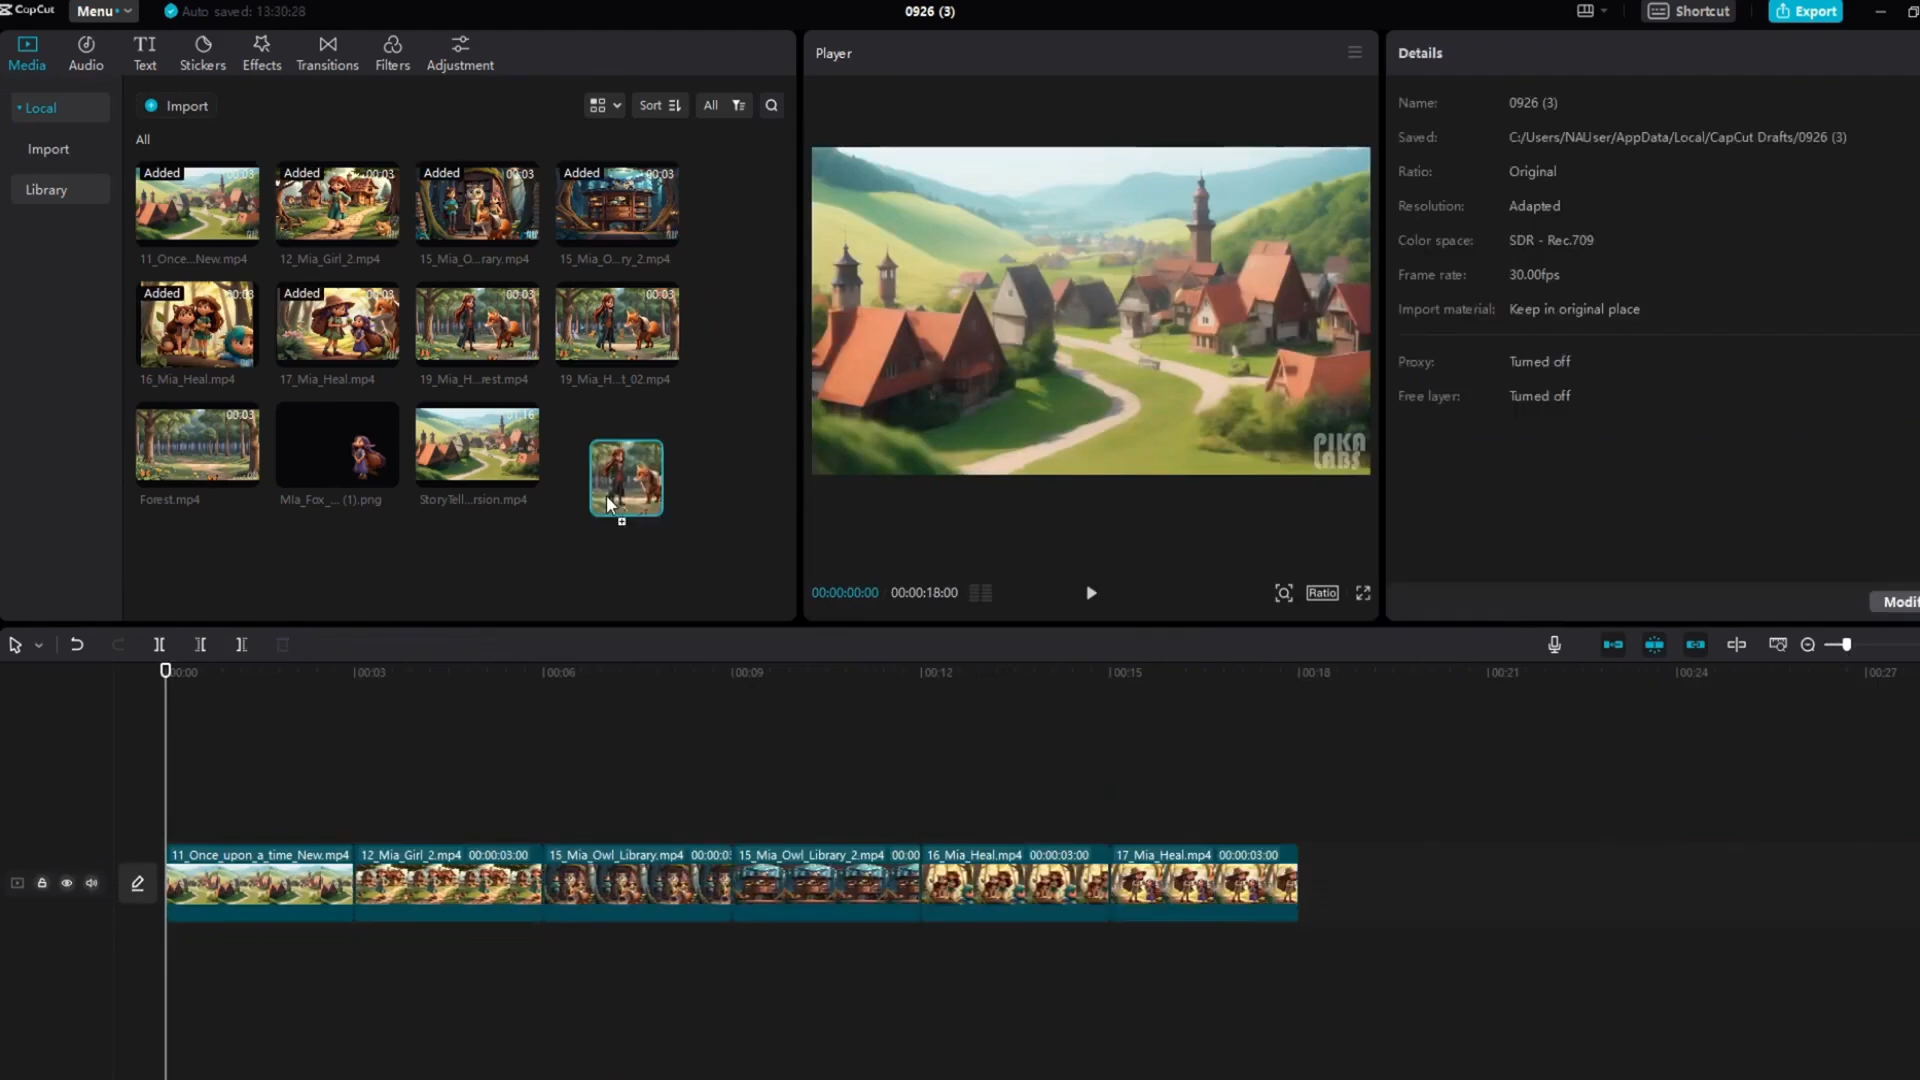 CapCut
Menu
Auto saved: 13:30:28
0926 (3)
Shortcut
Export
Media
Audio
Text
Stickers
Effects
Transitions
Filters
Adjustment
Local
Import
Library
Import
Sort
All
All
Added
00:03
Added
00:03
Added
00:03
Added
00:03
11_Once...New.mp4
12_Mia_Girl_2.mp4
15_Mia_O...rary.mp4
15_Mia_O...ry_2.mp4
Added
00:03
Added
00:03
00:03
00:03
16_Mia_Heal.mp4
17_Mia_Heal.mp4
19_Mia_H...rest.mp4
19_Mia_H...t_02.mp4
00:03
01:16
Forest.mp4
MIa_Fox_... (1).png
StoryTell...rsion.mp4
Player
PIKA
LABS
00:00:00:00
00:00:18:00
Ratio
Details
Name: 0926 (3)
Saved: C:/Users/NAUser/AppData/Local/CapCut Drafts/0926 (3)
Ratio: Original
Resolution: Adapted
Color space: SDR - Rec.709
Frame rate: 30.00fps
Import material: Keep in original place
Proxy: Turned off
Free layer: Turned off
Modif
00:00
00:03
00:06
00:09
00:12
00:15
00:18
00:21
00:24
00:27
11_Once_upon_a_time_New.mp4
12_Mia_Girl_2.mp4 00:00:03:00
15_Mia_Owl_Library.mp4 00:00:0
15_Mia_Owl_Library_2.mp4 00:00
16_Mia_Heal.mp4 00:00:03:00
17_Mia_Heal.mp4 00:00:03:00